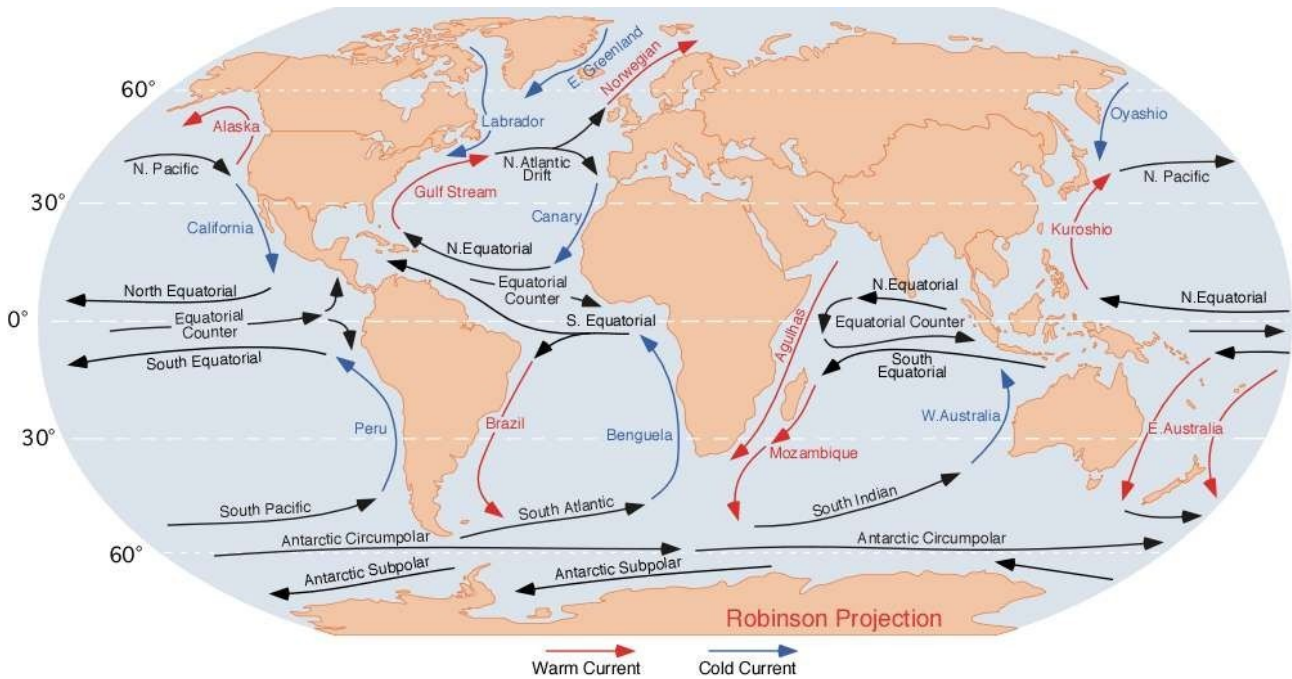 E. Greenland
Norwegian
60°
Labrador
Oyashio
Alaska
N. Pacific
N.Atlantic
Drift
N. Pacific
Gulf Stream
30°
California
Canary
Kuroshio
N.Equatorial
Equatorial
Counter
N.Equatorial
North Equatorial
N.Equatorial
0°
Equatorial
Counter
S. Equatorial
Equatorial Counter
Agulhas
South Equatorial
South
Equatorial
Peru
Brazil
Benguela
W.Australia
E.Australia
30°
Mozambique
South Pacific
South Atlantic
South Indian
Antarctic Circumpolar
Antarctic Circumpolar
60°
Antarctic Subpolar
Antarctic Subpolar
Robinson Projection
Warm Current
Cold Current